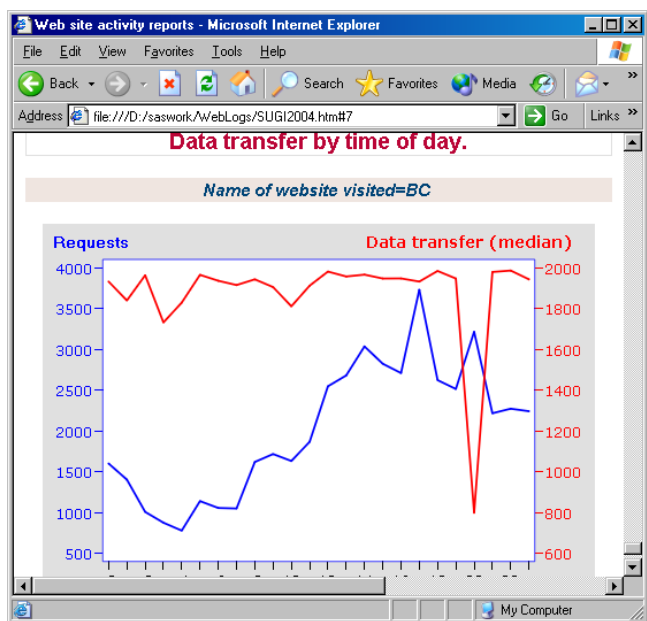 Web site activity reports - Microsoft Internet Explorer
File Edit View Favorites Tools Help
Back Search Favorites Media »
Address file:///D:/saswork/WebLogs/SUGI2004.htm#7 Go Links »
Data transfer by time of day.
Name of website visited=BC
Requests Data transfer (median)
4000 2000
3500 1800
3000 1600
2500 1400
2000 1200
1500 1000
1000 800
500 600
My Computer